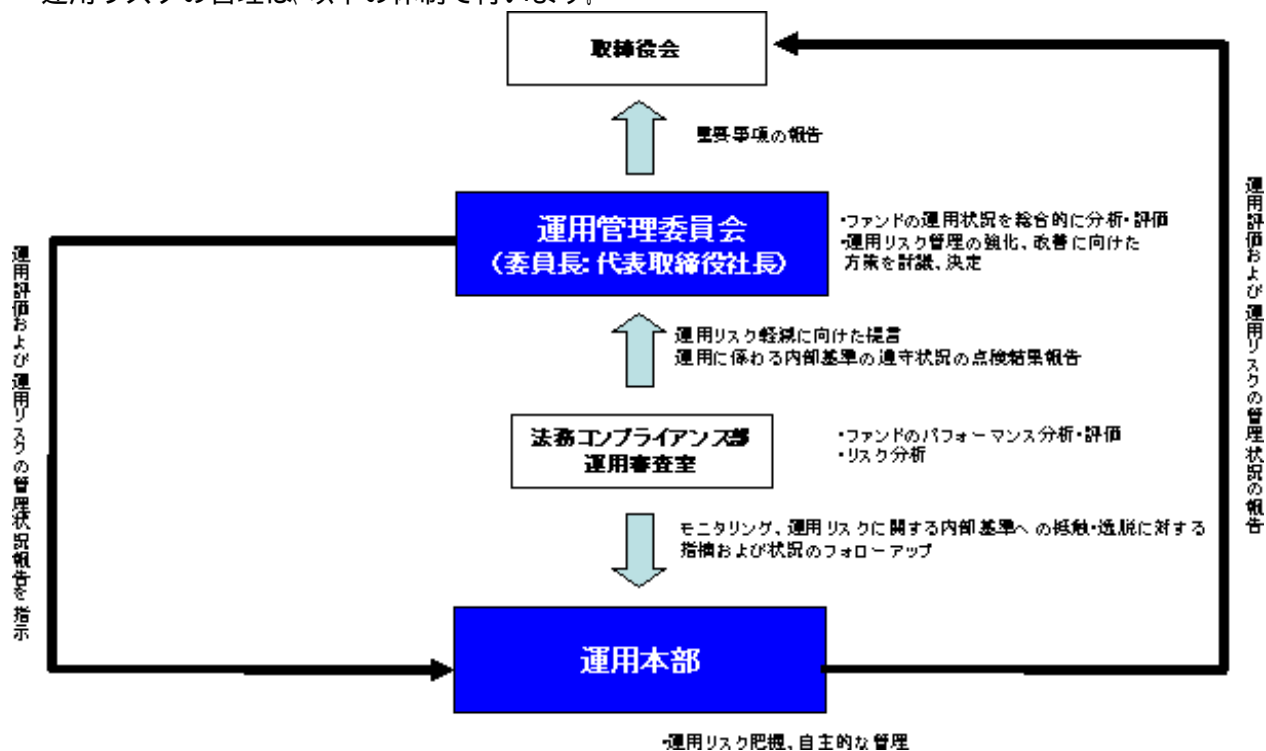 運用リスクの管理は、以下の体制で行います。
取締役会
重要事項の報告
運用管理委員会
(委員長:代表取締役社長)
・ファンドの運用状況を総合的に分析・評価
・運用リスク管理の強化、改善に向けた
方策を討議、決定
運用リスク軽減に向けた提言
運用に係わる内部基準の遵守状況の点検結果報告
法務コンプライアンス部
運用審査室
・ファンドのパフォーマンス分析・評価
・リスク分析
モニタリング、運用リスクに関する内部基準への抵触・逸脱に対する
指摘および状況のフォローアップ
運用本部
・運用リスク把握、自主的な管理
運用評価および運用リスクの管理状況報告を指示
運用評価および運用リスクの管理状況の報告